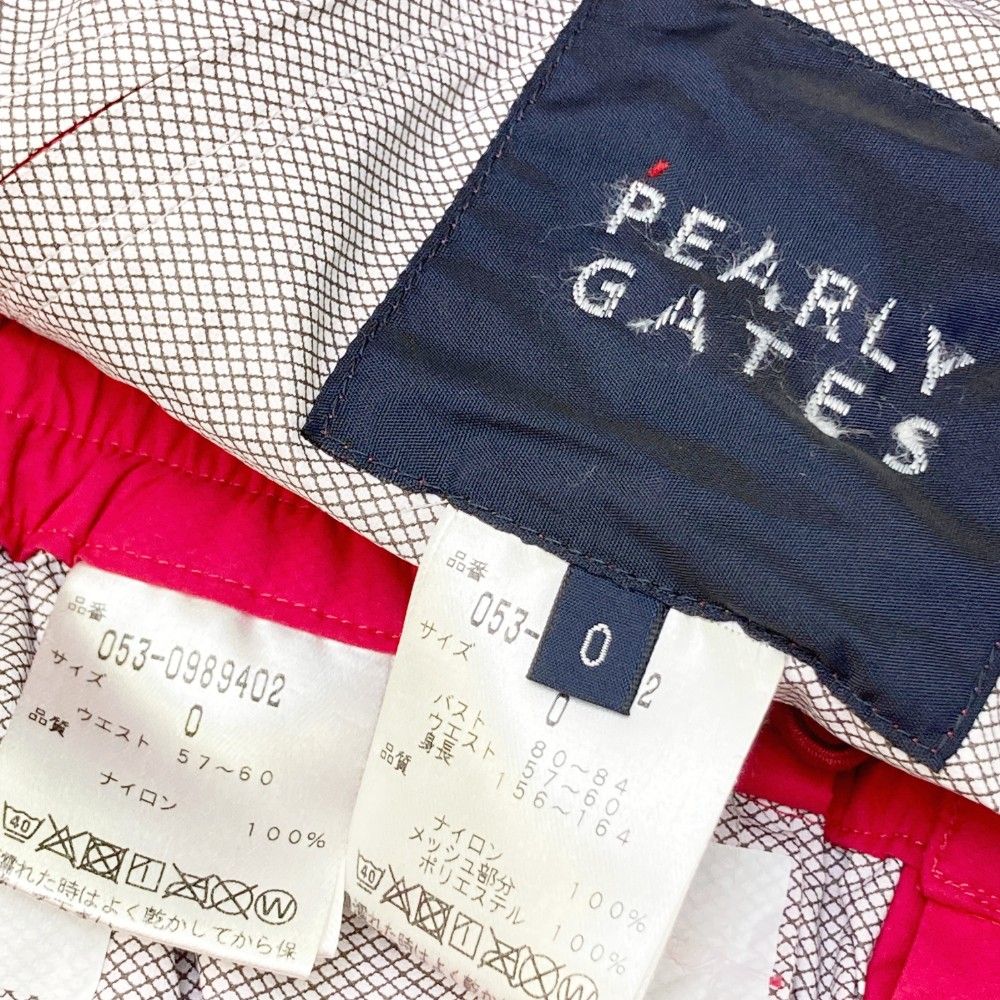 PEARLY
GATES
0
品番
053-0989402
サイズ
0
ウエスト 57～60
品質
ナイロン
100%
40
W
濡れた時はよく乾かしてから保
品番
053- 2
サイズ
0
バスト 80～84
ウエスト 57～60
身長 156～164
品質
ナイロン 100%
メッシュ部分
ポリエステル 100%
40